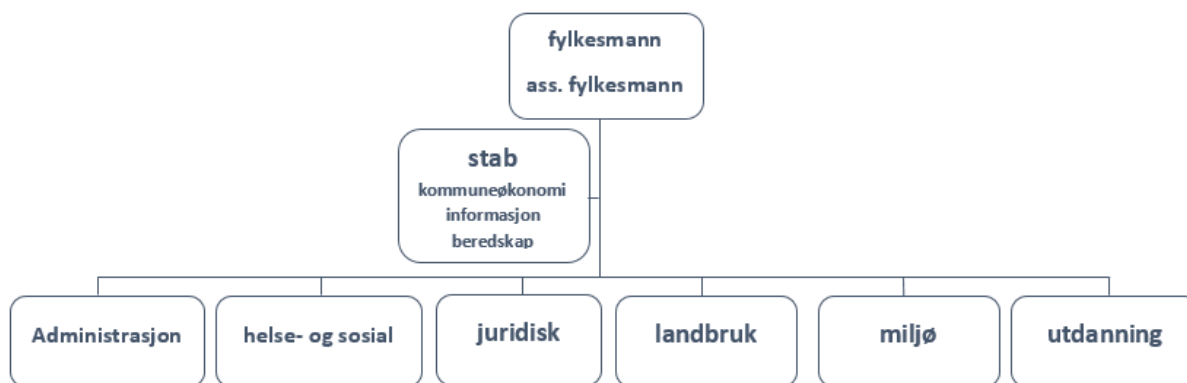 fylkesmann
ass. fylkesmann
stab
kommuneøkonomi
informasjon
beredskap
Administrasjon
helse- og sosial
juridisk
landbruk
miljø
utdanning